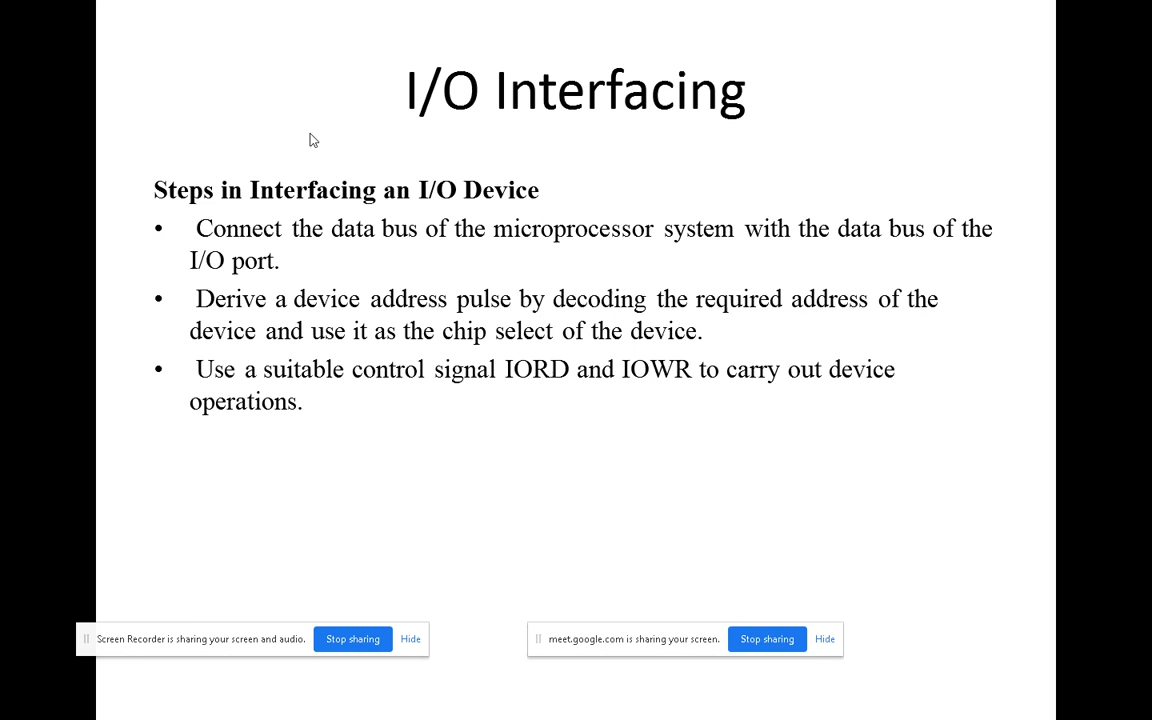 I/O Interfacing
Steps in Interfacing an I/O Device
• Connect the data bus of the microprocessor system with the data bus of the
I/O port.
• Derive a device address pulse by decoding the required address of the
device and use it as the chip select of the device.
• Use a suitable control signal IORD and IOWR to carry out device
operations.
Screen Recorder is sharing your screen and audio. Stop sharing Hide
meet.google.com is sharing your screen. Stop sharing Hide